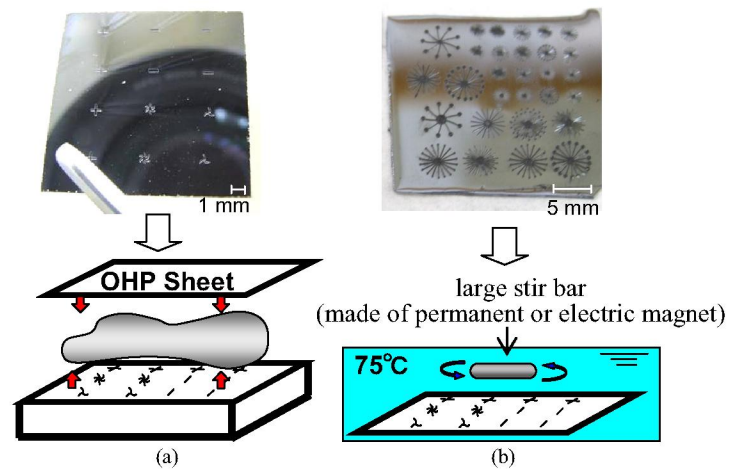 1 mm
5 mm
OHP Sheet
large stir bar
(made of permanent or electric magnet)
75°C
(a)
(b)